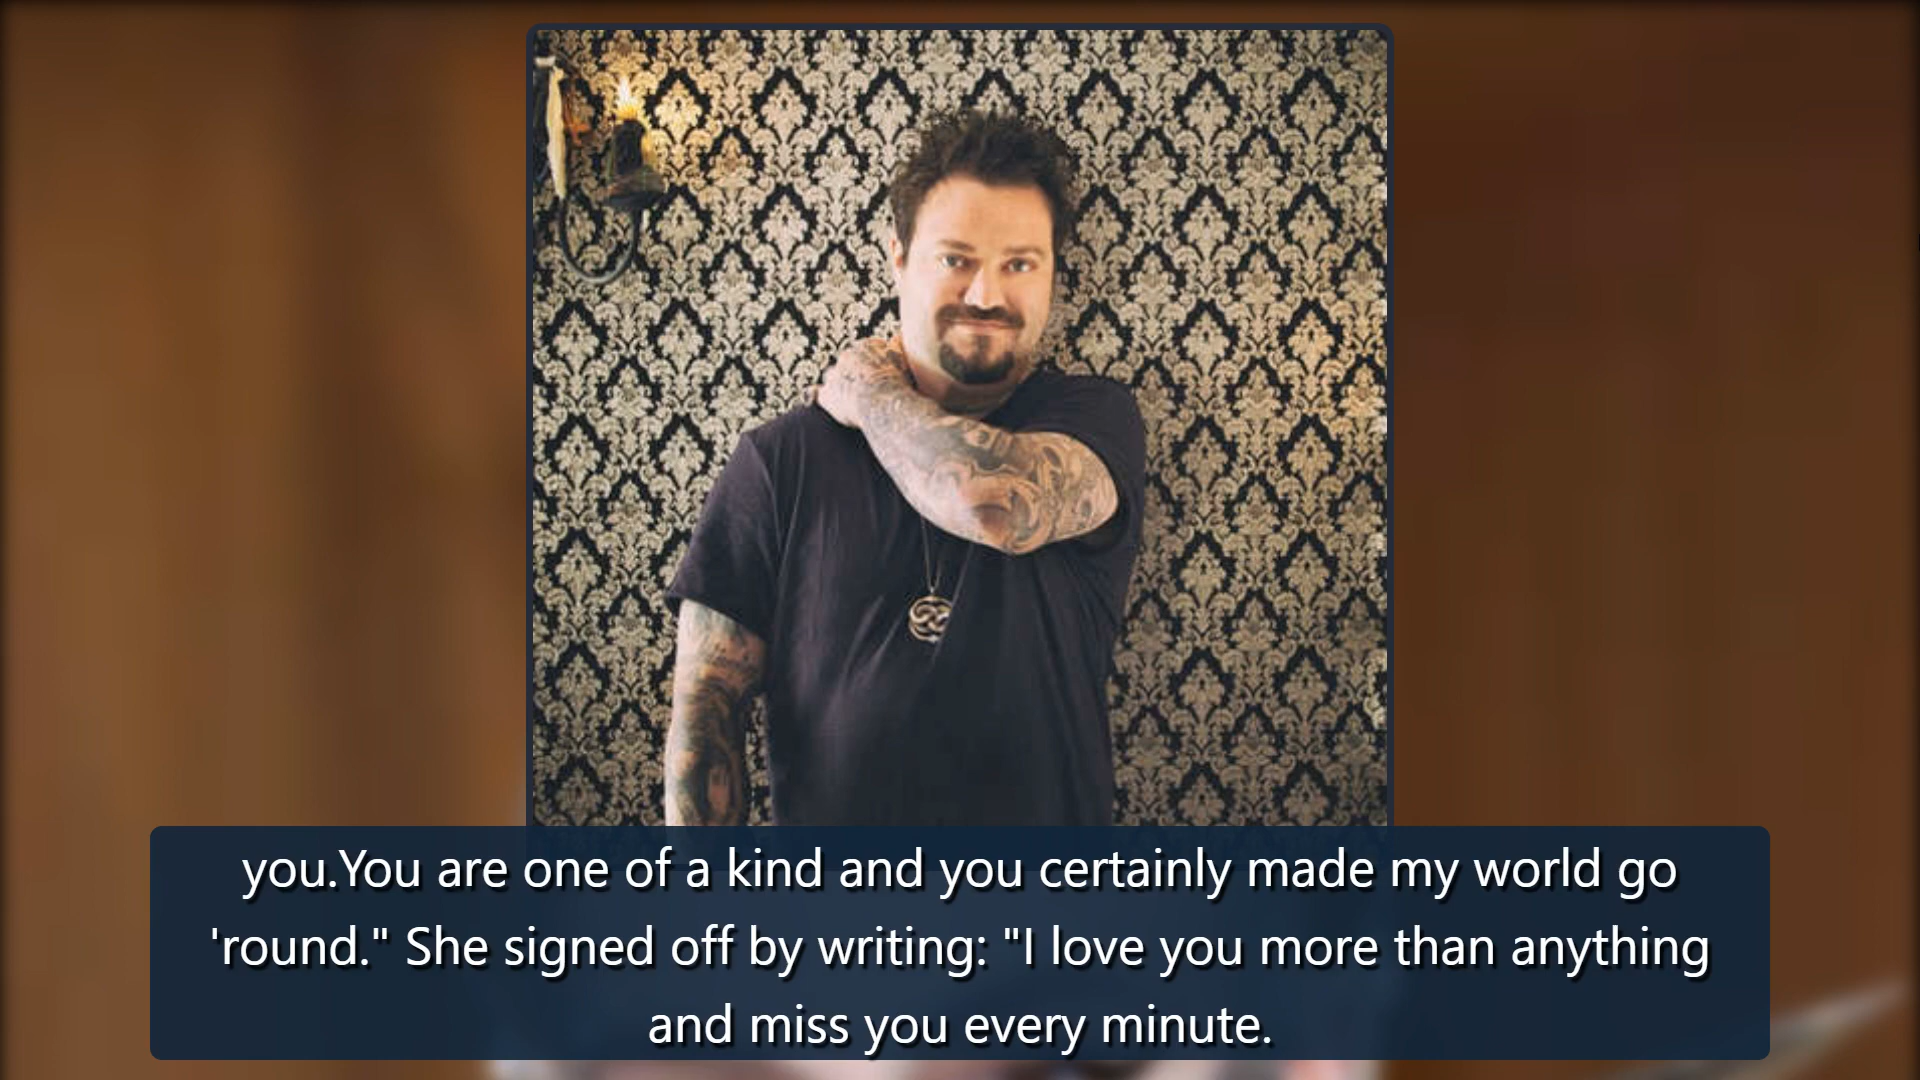 you.You are one of a kind and you certainly made my world go
'round." She signed off by writing: "I love you more than anything
and miss you every minute.